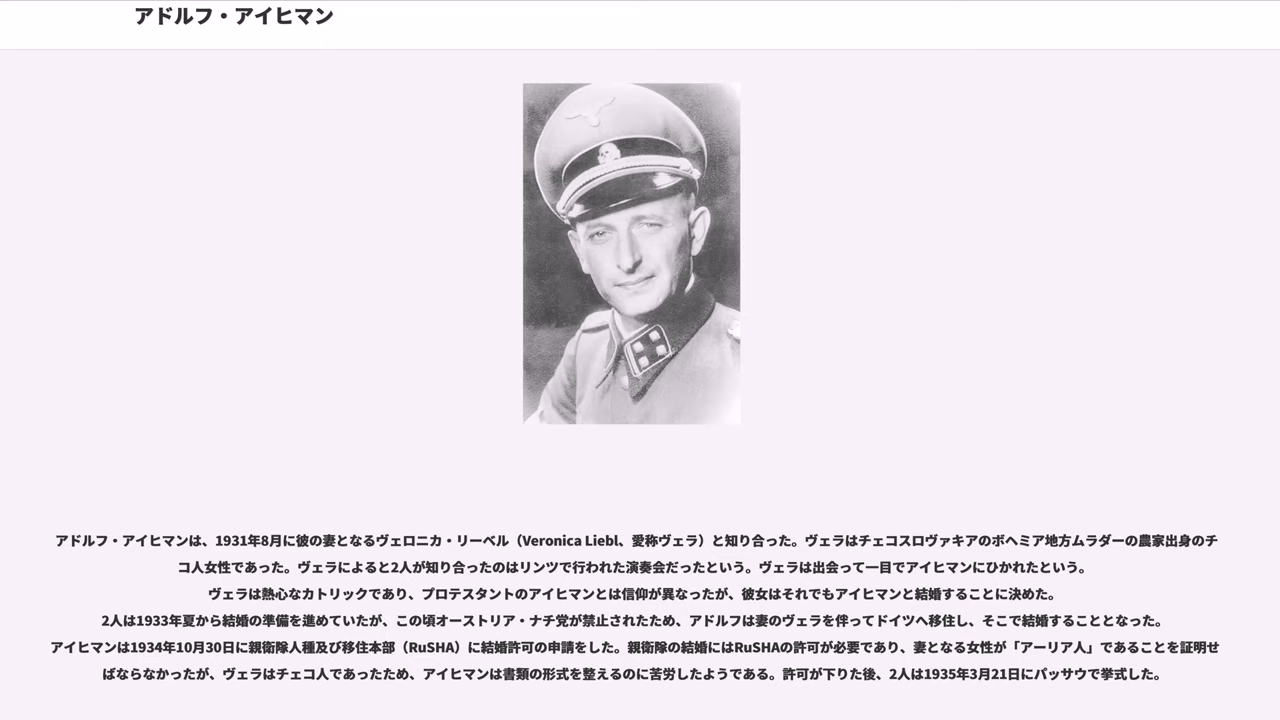 アドルフ・アイヒマン
アドルフ・アイヒマンは、1931年8月に彼の妻となるヴェロニカ・リーベル（Veronica Liebl、愛称ヴェラ）と知り合った。ヴェラはチェコスロヴァキアのボヘミア地方ムラダーの農家出身のチ
コ人女性であった。ヴェラによると2人が知り合ったのはリンツで行われた演奏会だったという。ヴェラは出会って一目でアイヒマンにひかれたという。
ヴェラは熱心なカトリックであり、プロテスタントのアイヒマンとは信仰が異なったが、彼女はそれでもアイヒマンと結婚することに決めた。
2人は1933年夏から結婚の準備を進めていたが、この頃オーストリア・ナチ党が禁止されたため、アドルフは妻のヴェラを伴ってドイツへ移住し、そこで結婚することとなった。
アイヒマンは1934年10月30日に親衛隊人種及び移住本部（RuSHA）に結婚許可の申請をした。親衛隊の結婚にはRuSHAの許可が必要であり、妻となる女性が「アーリア人」であることを証明せ
ばならなかったが、ヴェラはチェコ人であったため、アイヒマンは書類の形式を整えるのに苦労したようである。許可が下りた後、2人は1935年3月21日にパッサウで挙式した。